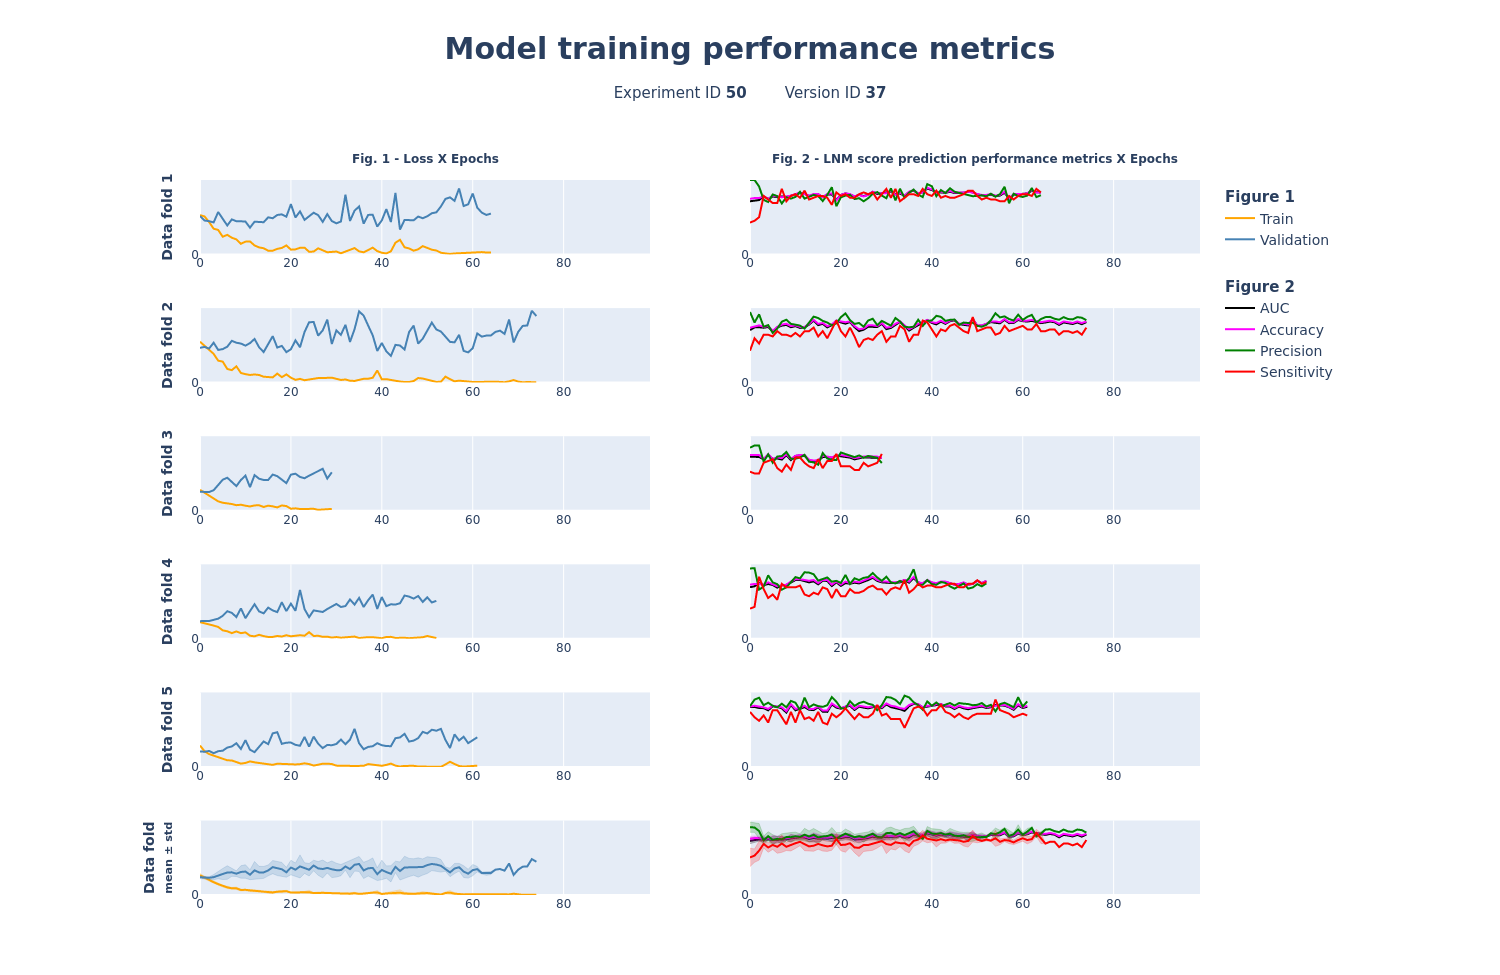 Model training performance metrics
Experiment ID 50 Version ID 37
Fig. 1 - Loss X Epochs
Fig. 2 - LNM score prediction performance metrics X Epochs
Data fold 1
0
0 20 40 60 80
0
0 20 40 60 80
Data fold 2
0
0 20 40 60 80
0
0 20 40 60 80
Data fold 3
0
0 20 40 60 80
0
0 20 40 60 80
Data fold 4
0
0 20 40 60 80
0
0 20 40 60 80
Data fold 5
0
0 20 40 60 80
0
0 20 40 60 80
Data fold
mean ± std
0
0 20 40 60 80
0
0 20 40 60 80
Figure 1
Train
Validation
Figure 2
AUC
Accuracy
Precision
Sensitivity